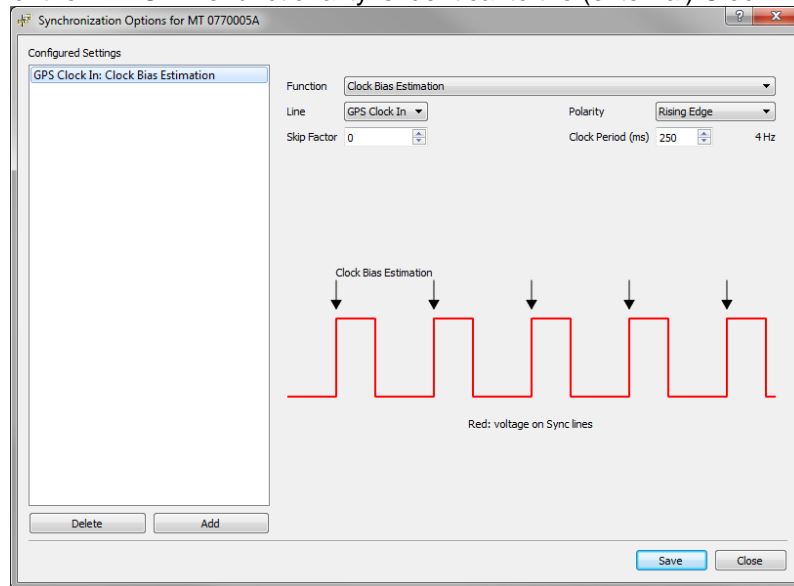 Synchronization Options for MT 0770005A
Configured Settings
GPS Clock In: Clock Bias Estimation
Function Clock Bias Estimation
Line GPS Clock In Polarity Rising Edge
Skip Factor 0 Clock Period (ms) 250 4 Hz
Clock Bias Estimation
Red: voltage on Sync lines
Delete Add
Save Close